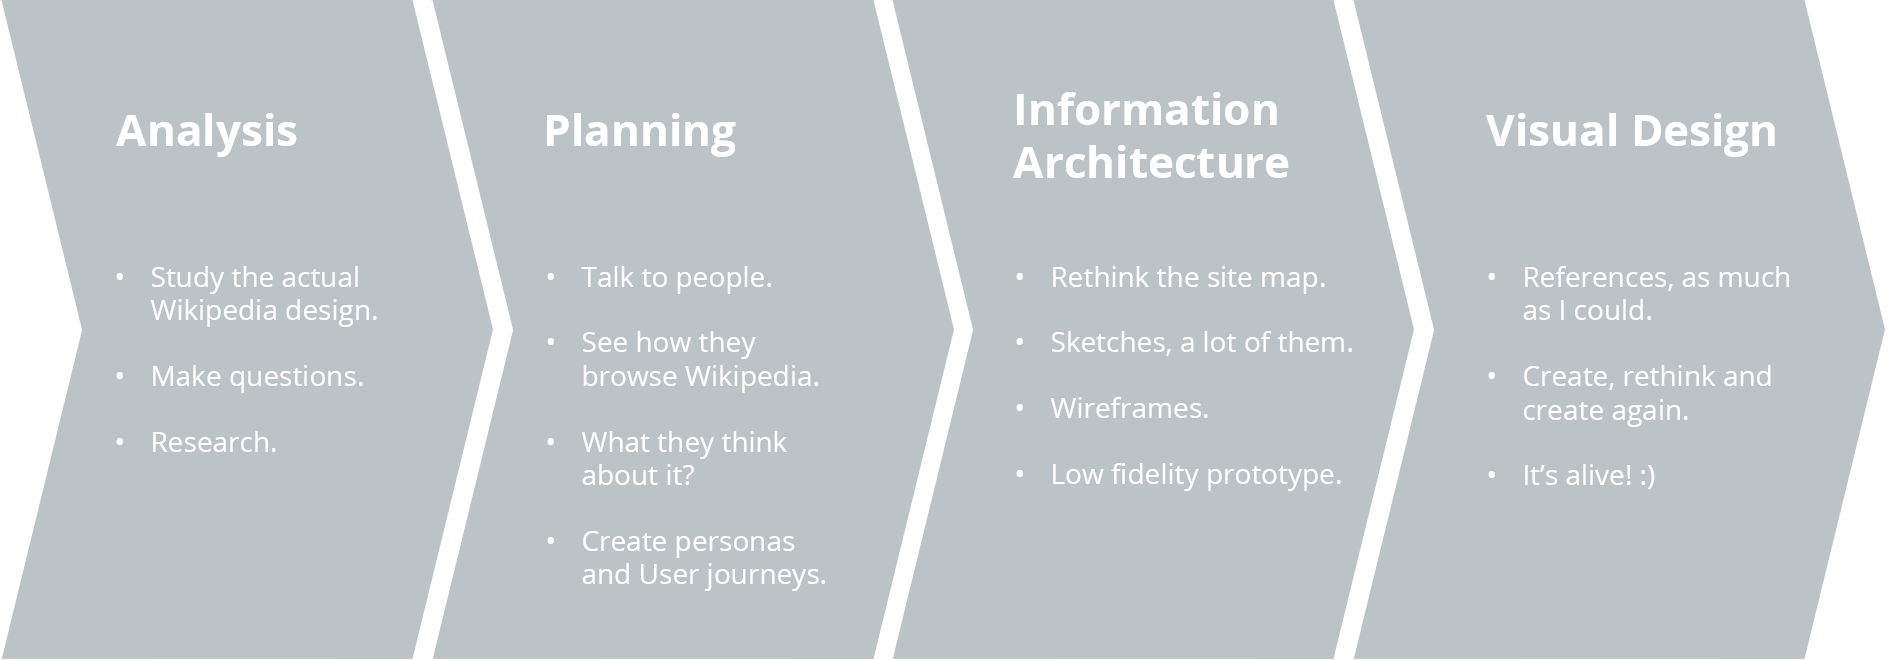 Analysis
• Study the actual
Wikipedia design.
• Make questions.
• Research.
Planning
• Talk to people.
• See how they
browse Wikipedia.
• What they think
about it?
• Create personas
and User journeys.
Information
Architecture
• Rethink the site map.
• Sketches, a lot of them.
• Wireframes.
• Low fidelity prototype.
Visual Design
• References, as much
as I could.
• Create, rethink and
create again.
• It’s alive! :)